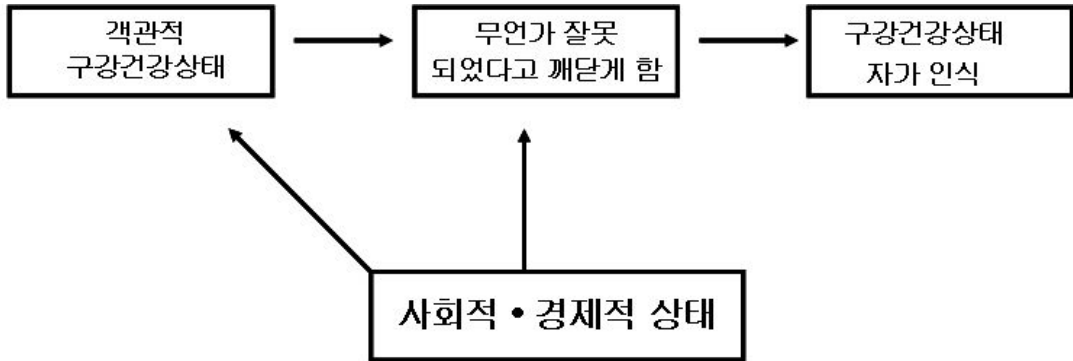 객관적
구강건강상태
무언가 잘못
되었다고 깨닫게 함
구강건강상태
자가 인식
사회적 • 경제적 상태